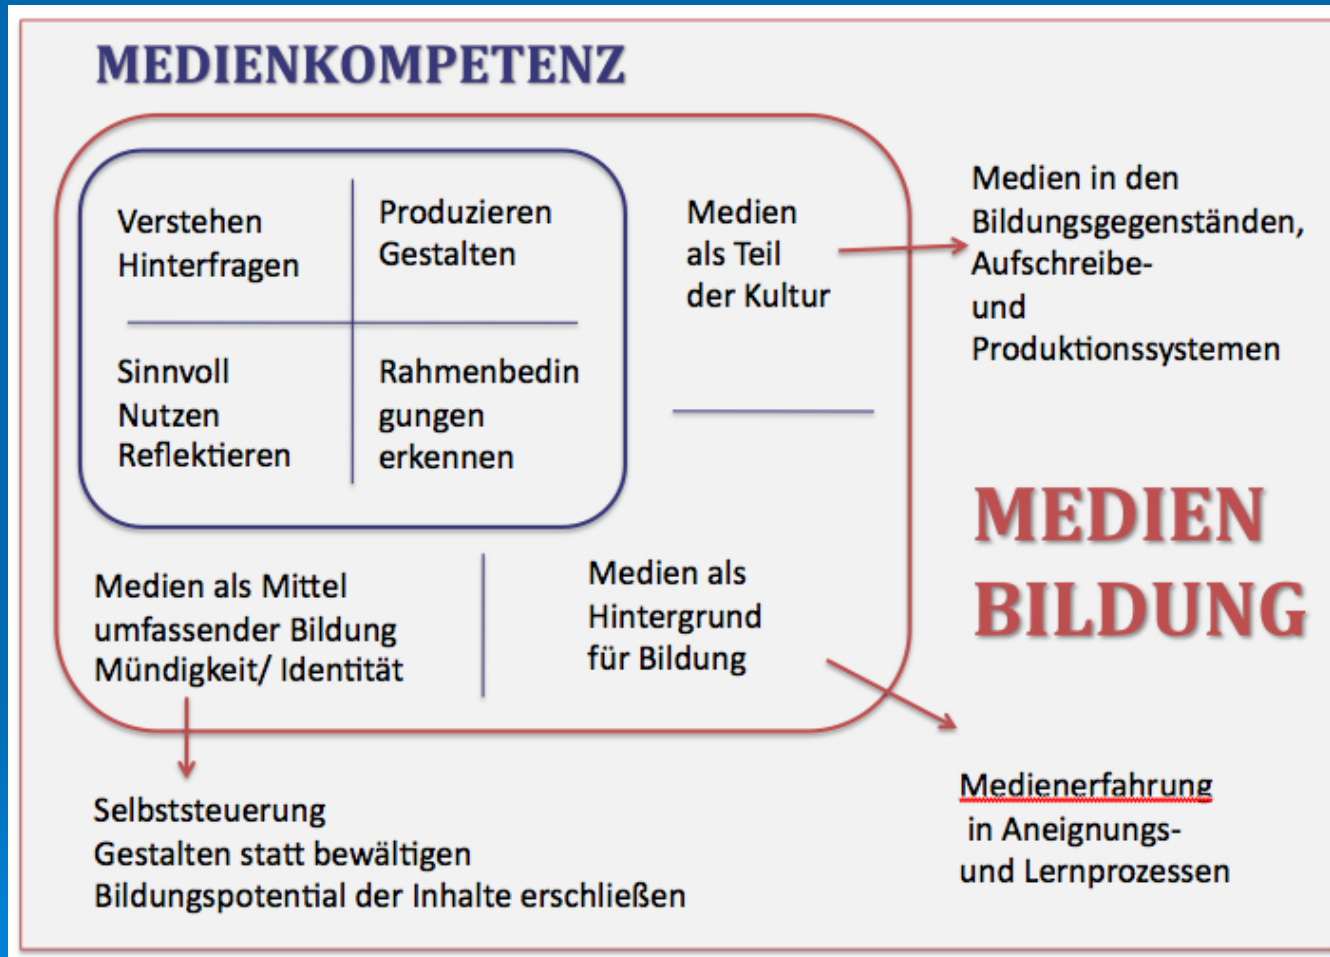 MEDIENKOMPETENZ
Verstehen
Hinterfragen
Produzieren
Gestalten
Sinnvoll
Nutzen
Reflektieren
Rahmenbedin
gungen
erkennen
Medien
als Teil
der Kultur
Medien in den
Bildungsgegenständen,
Aufschreibe-
und
Produktionssystemen
MEDIEN
BILDUNG
Medien als Mittel
umfassender Bildung
Mündigkeit/ Identität
Medien als
Hintergrund
für Bildung
Selbststeuerung
Gestalten statt bewältigen
Bildungspotential der Inhalte erschließen
Medienerfahrung
in Aneignungs-
und Lernprozessen